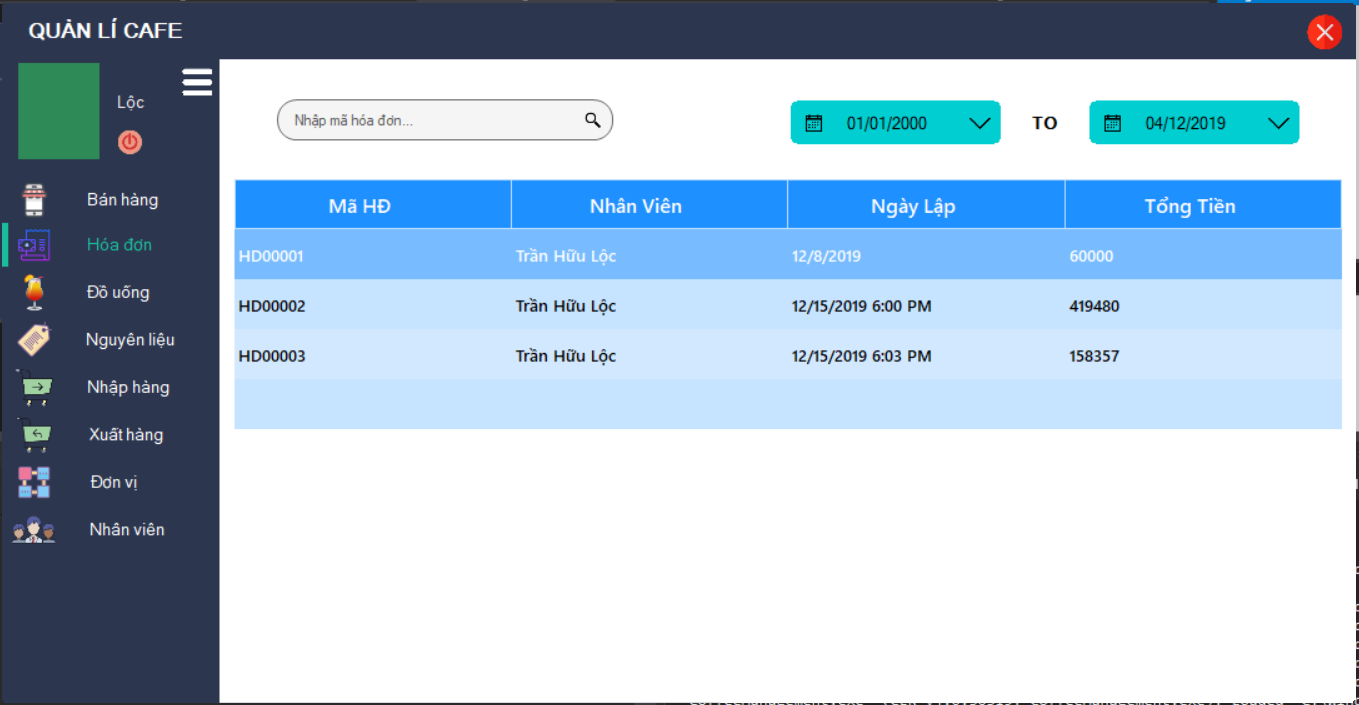 QUẢN LÍ CAFE
Lộc
Nhập mã hóa đơn...
01/01/2000
TO
04/12/2019
Bán hàng
Hóa đơn
Đồ uống
Nguyên liệu
Nhập hàng
Xuất hàng
Đơn vị
Nhân viên
Mã HĐ Nhân Viên Ngày Lập Tổng Tiền
HD00001 Trần Hữu Lộc 12/8/2019 60000
HD00002 Trần Hữu Lộc 12/15/2019 6:00 PM 419480
HD00003 Trần Hữu Lộc 12/15/2019 6:03 PM 158357